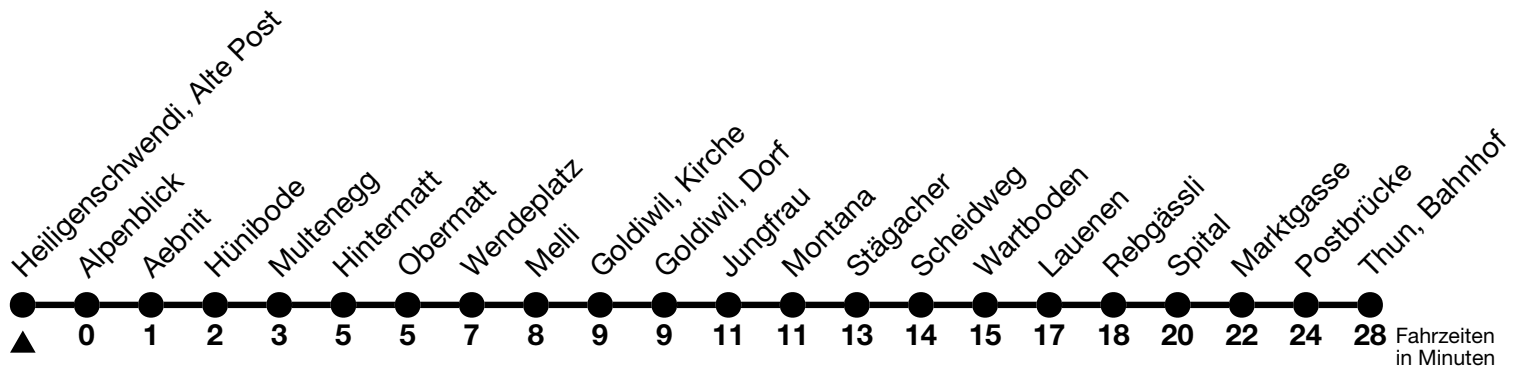 Heiligenschwendi, Alte Post
Alpenblick
Aebnit
Hünibode
Multenegg
Hintermatt
Obermatt
Wendeplatz
Melli
Goldiwil, Kirche
Goldiwil, Dorf
Jungfrau
Montana
Stägacher
Scheidweg
Wartboden
Lauenen
Rebgässli
Spital
Marktgasse
Postbrücke
Thun, Bahnhof
0 1 2 3 5 5 7 8 9 9 11 11 13 14 15 17 18 20 22 24 28
Fahrzeiten
in Minuten